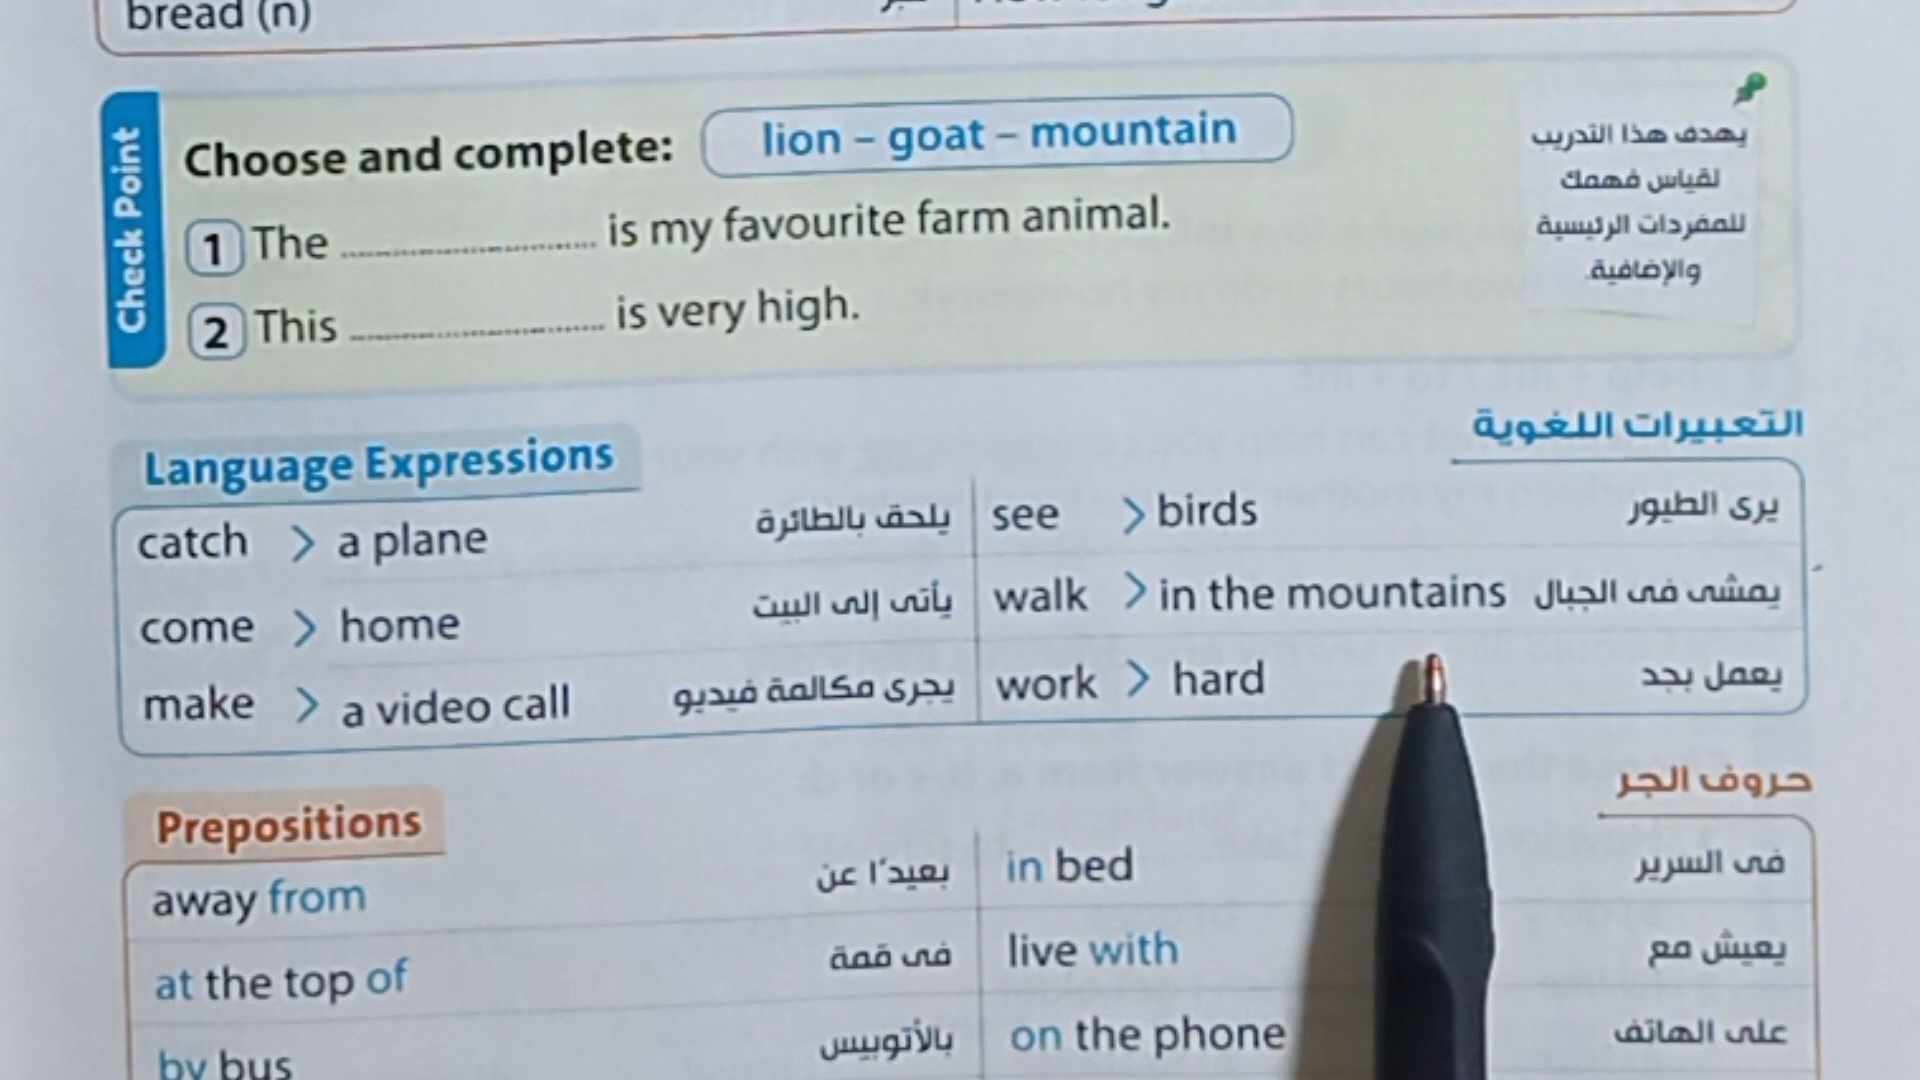 bread (n)
Check Point
Choose and complete: lion – goat – mountain
1 The ........................ is my favourite farm animal.
2 This ........................ is very high.
يهدف هذا التدريب
لقياس فهمك
للمفردات الرئيسية
والإضافية.
Language Expressions التعبيرات اللغوية
catch > a plane يلحق بالطائرة see > birds يرى الطيور
come > home يأتى إلى البيت walk > in the mountains يمشى فى الجبال
make > a video call يجرى مكالمة فيديو work > hard يعمل بجد
Prepositions حروف الجر
away from بعيدًا عن in bed فى السرير
at the top of فى قمة live with يعيش مع
by bus بالأتوبيس on the phone على الهاتف